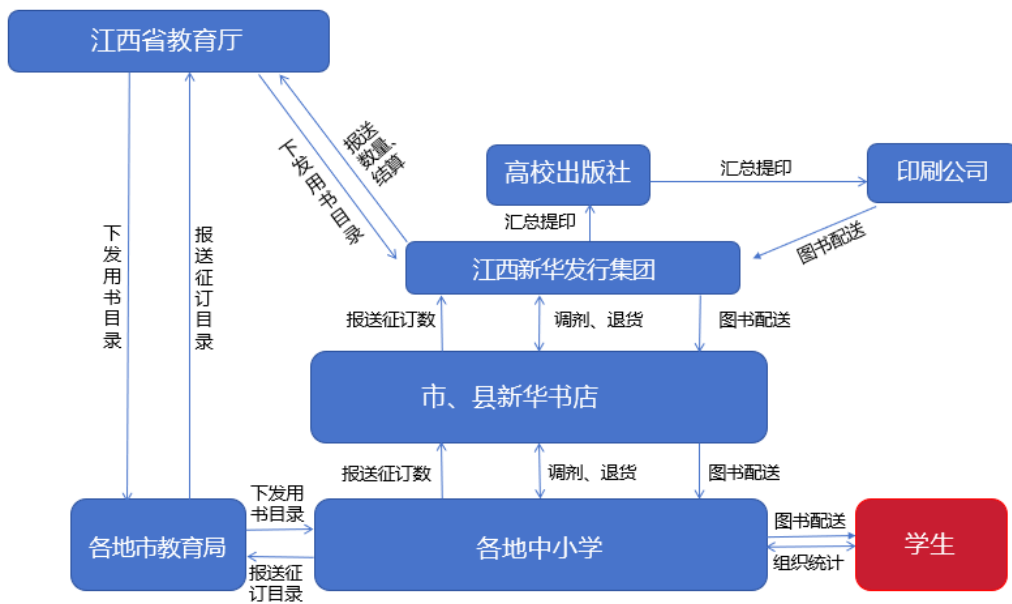 江西省教育厅
下发用书目录
报送征订目录
下发用书目录
报送
数量、
结算
高校出版社
汇总提印
印刷公司
汇总提印
图书配送
江西新华发行集团
报送征订数
调剂、退货
图书配送
市、县新华书店
报送征订数
调剂、退货
图书配送
各地市教育局
下发用
书目录
报送征
订目录
各地中小学
图书配送
组织统计
学生